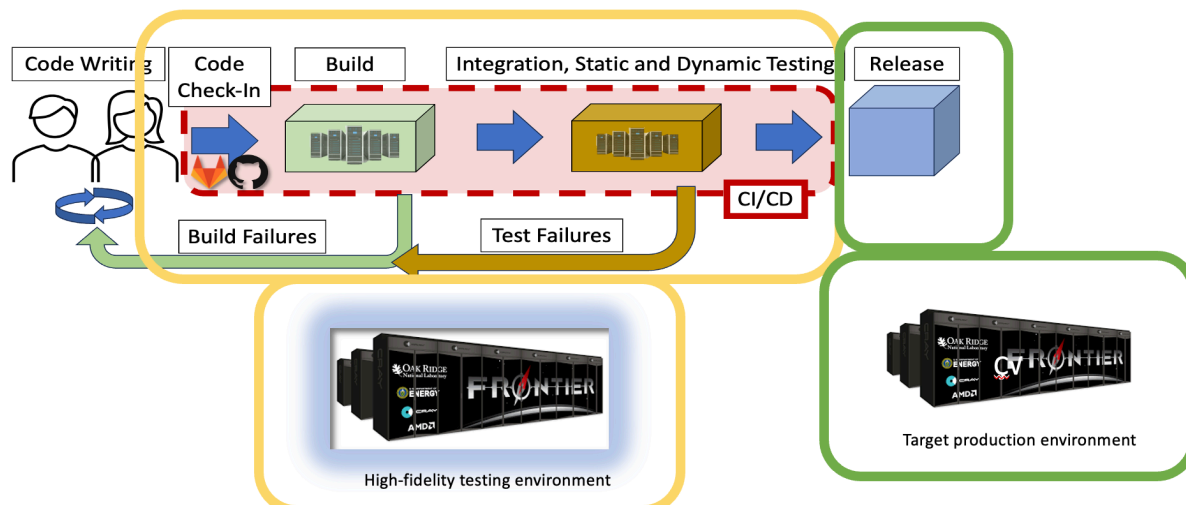 Code Writing
Code
Check-In
Build
Integration, Static and Dynamic Testing
Release
CI/CD
Build Failures
Test Failures
OAK RIDGE
National Laboratory
ENERGY
CRAY
AMD
FRONTIER
High-fidelity testing environment
OAK RIDGE
National Laboratory
ENERGY
CRAY
AMD
CV
FRONTIER
Target production environment